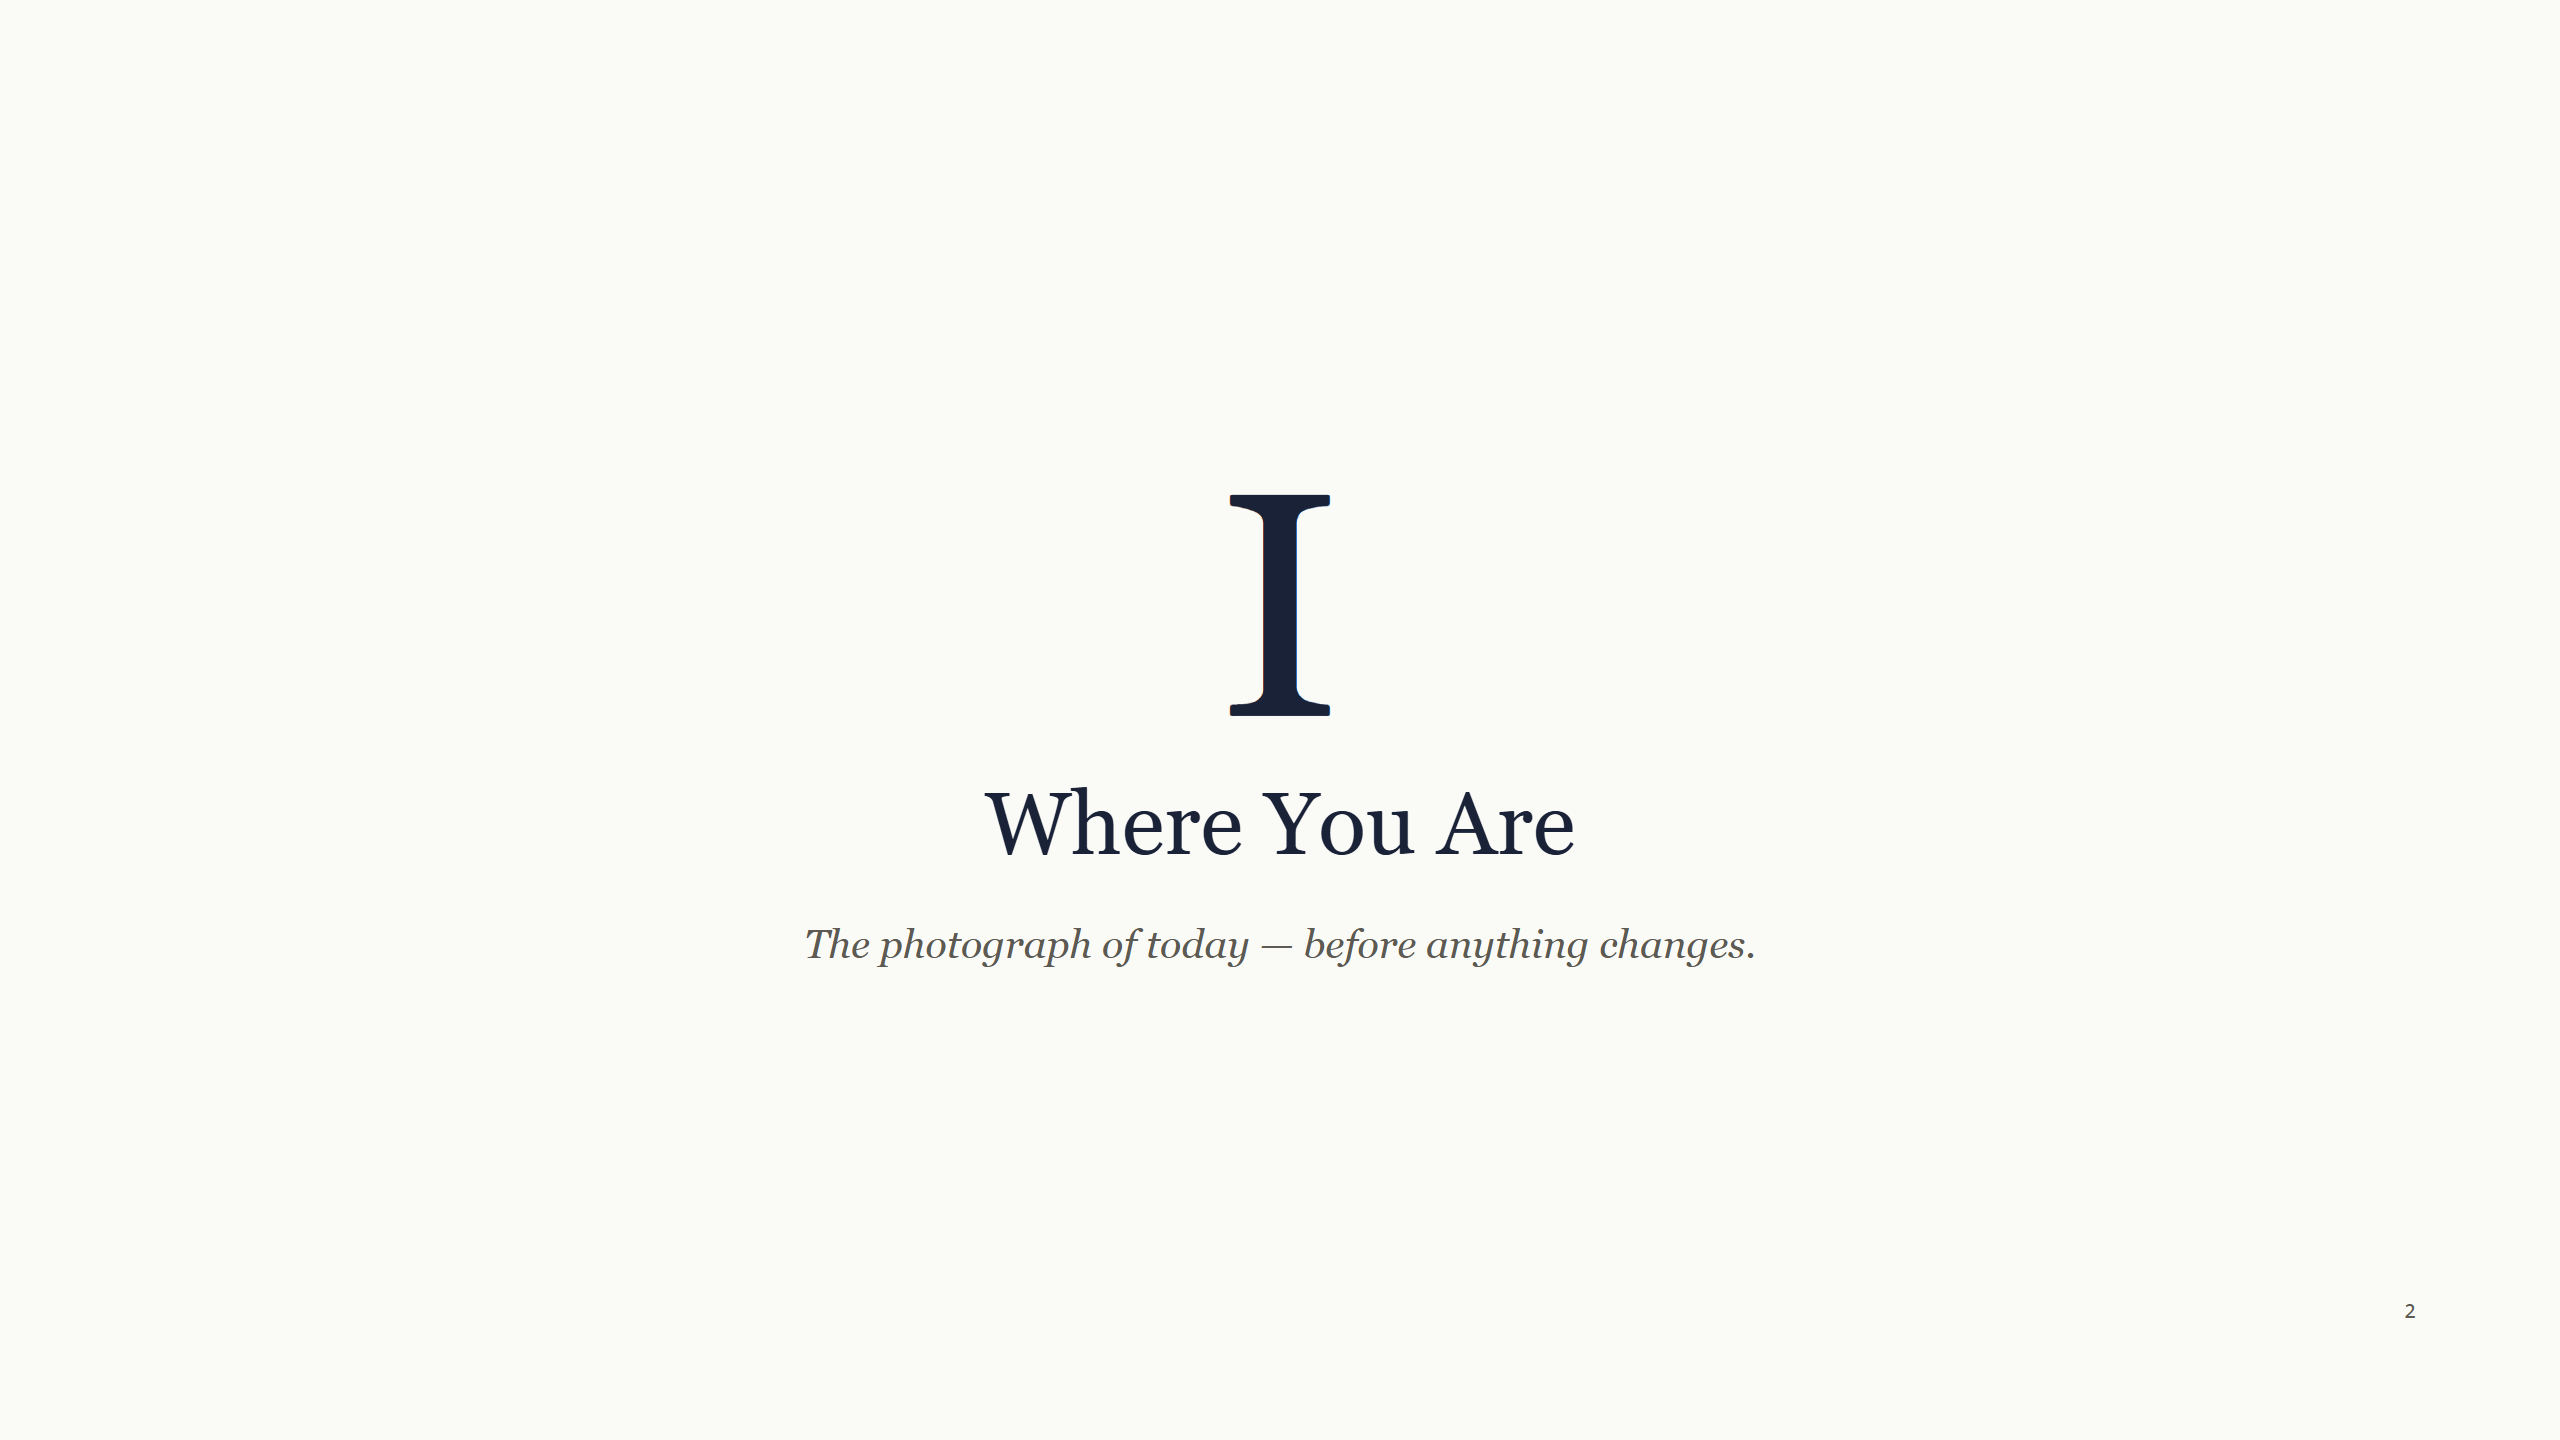 I
Where You Are
The photograph of today — before anything changes.
2